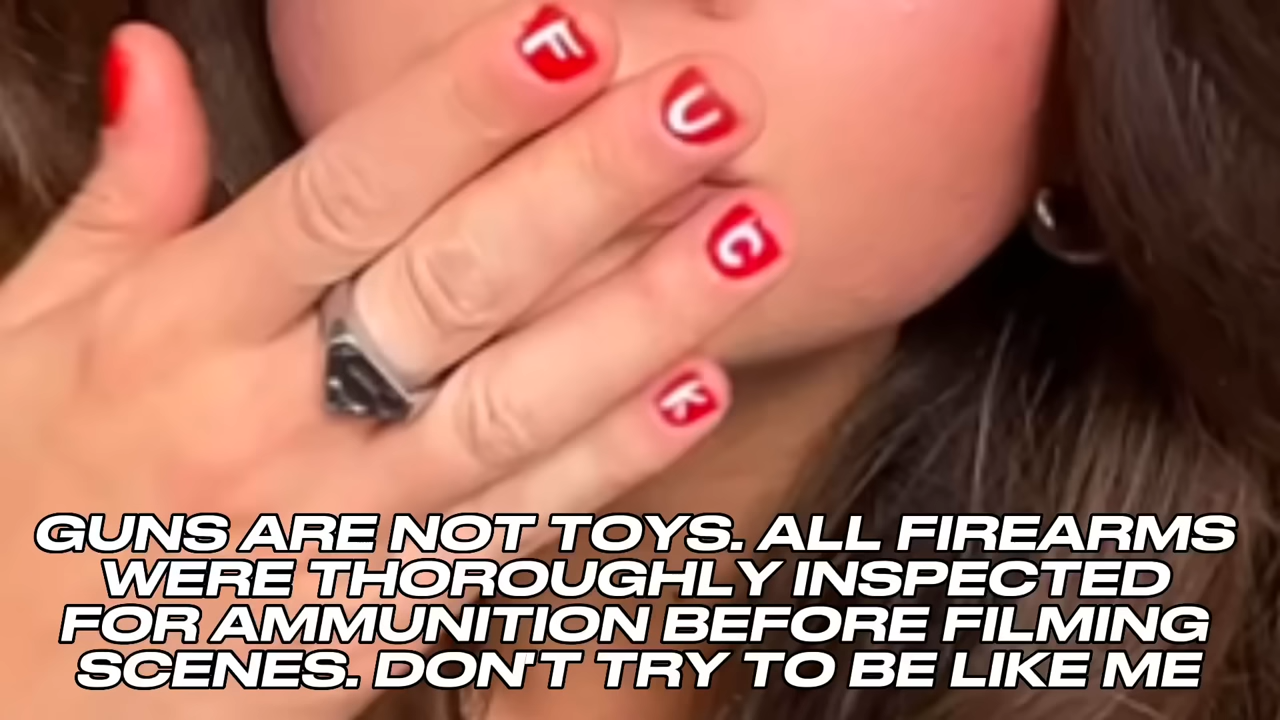 F
U
C
K
GUNS ARE NOT TOYS. ALL FIREARMS
WERE THOROUGHLY INSPECTED
FOR AMMUNITION BEFORE FILMING
SCENES. DON'T TRY TO BE LIKE ME